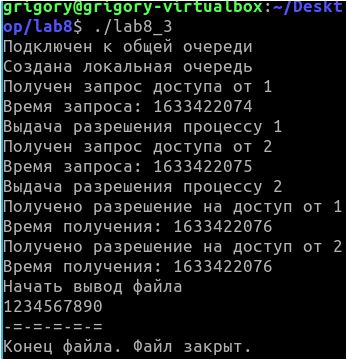 grigory@grigory-virtualbox:~/Deskt
op/lab8$ ./lab8_3
Подключен к общей очереди
Создана локальная очередь
Получен запрос доступа от 1
Время запроса: 1633422074
Выдача разрешения процессу 1
Получен запрос доступа от 2
Время запроса: 1633422075
Выдача разрешения процессу 2
Получено разрешение на доступ от 1
Время получения: 1633422076
Получено разрешение на доступ от 2
Время получения: 1633422076
Начать вывод файла
1234567890
-=-=-=-=-=
Конец файла. Файл закрыт.